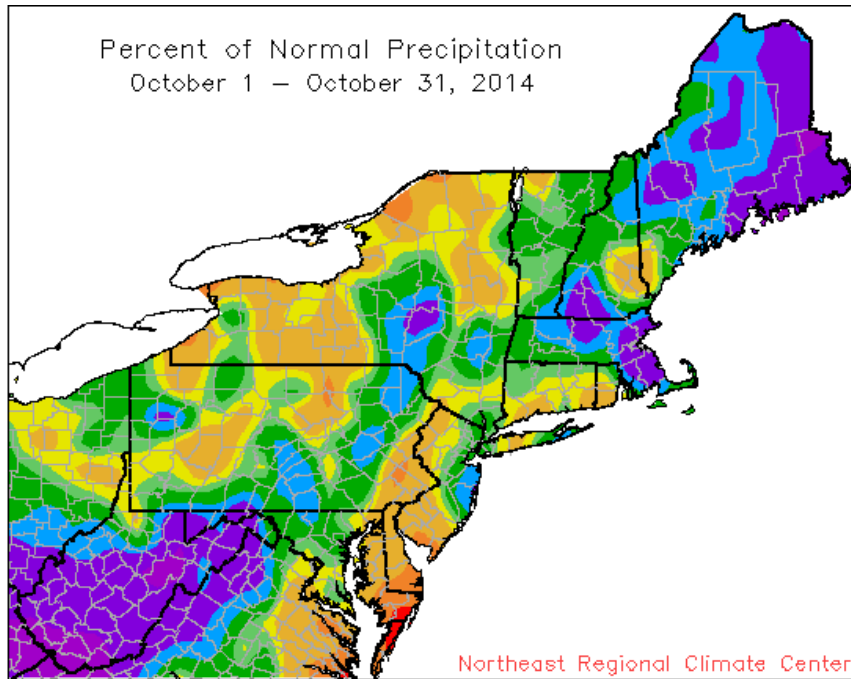 Percent of Normal Precipitation
October 1 – October 31, 2014
Northeast Regional Climate Center